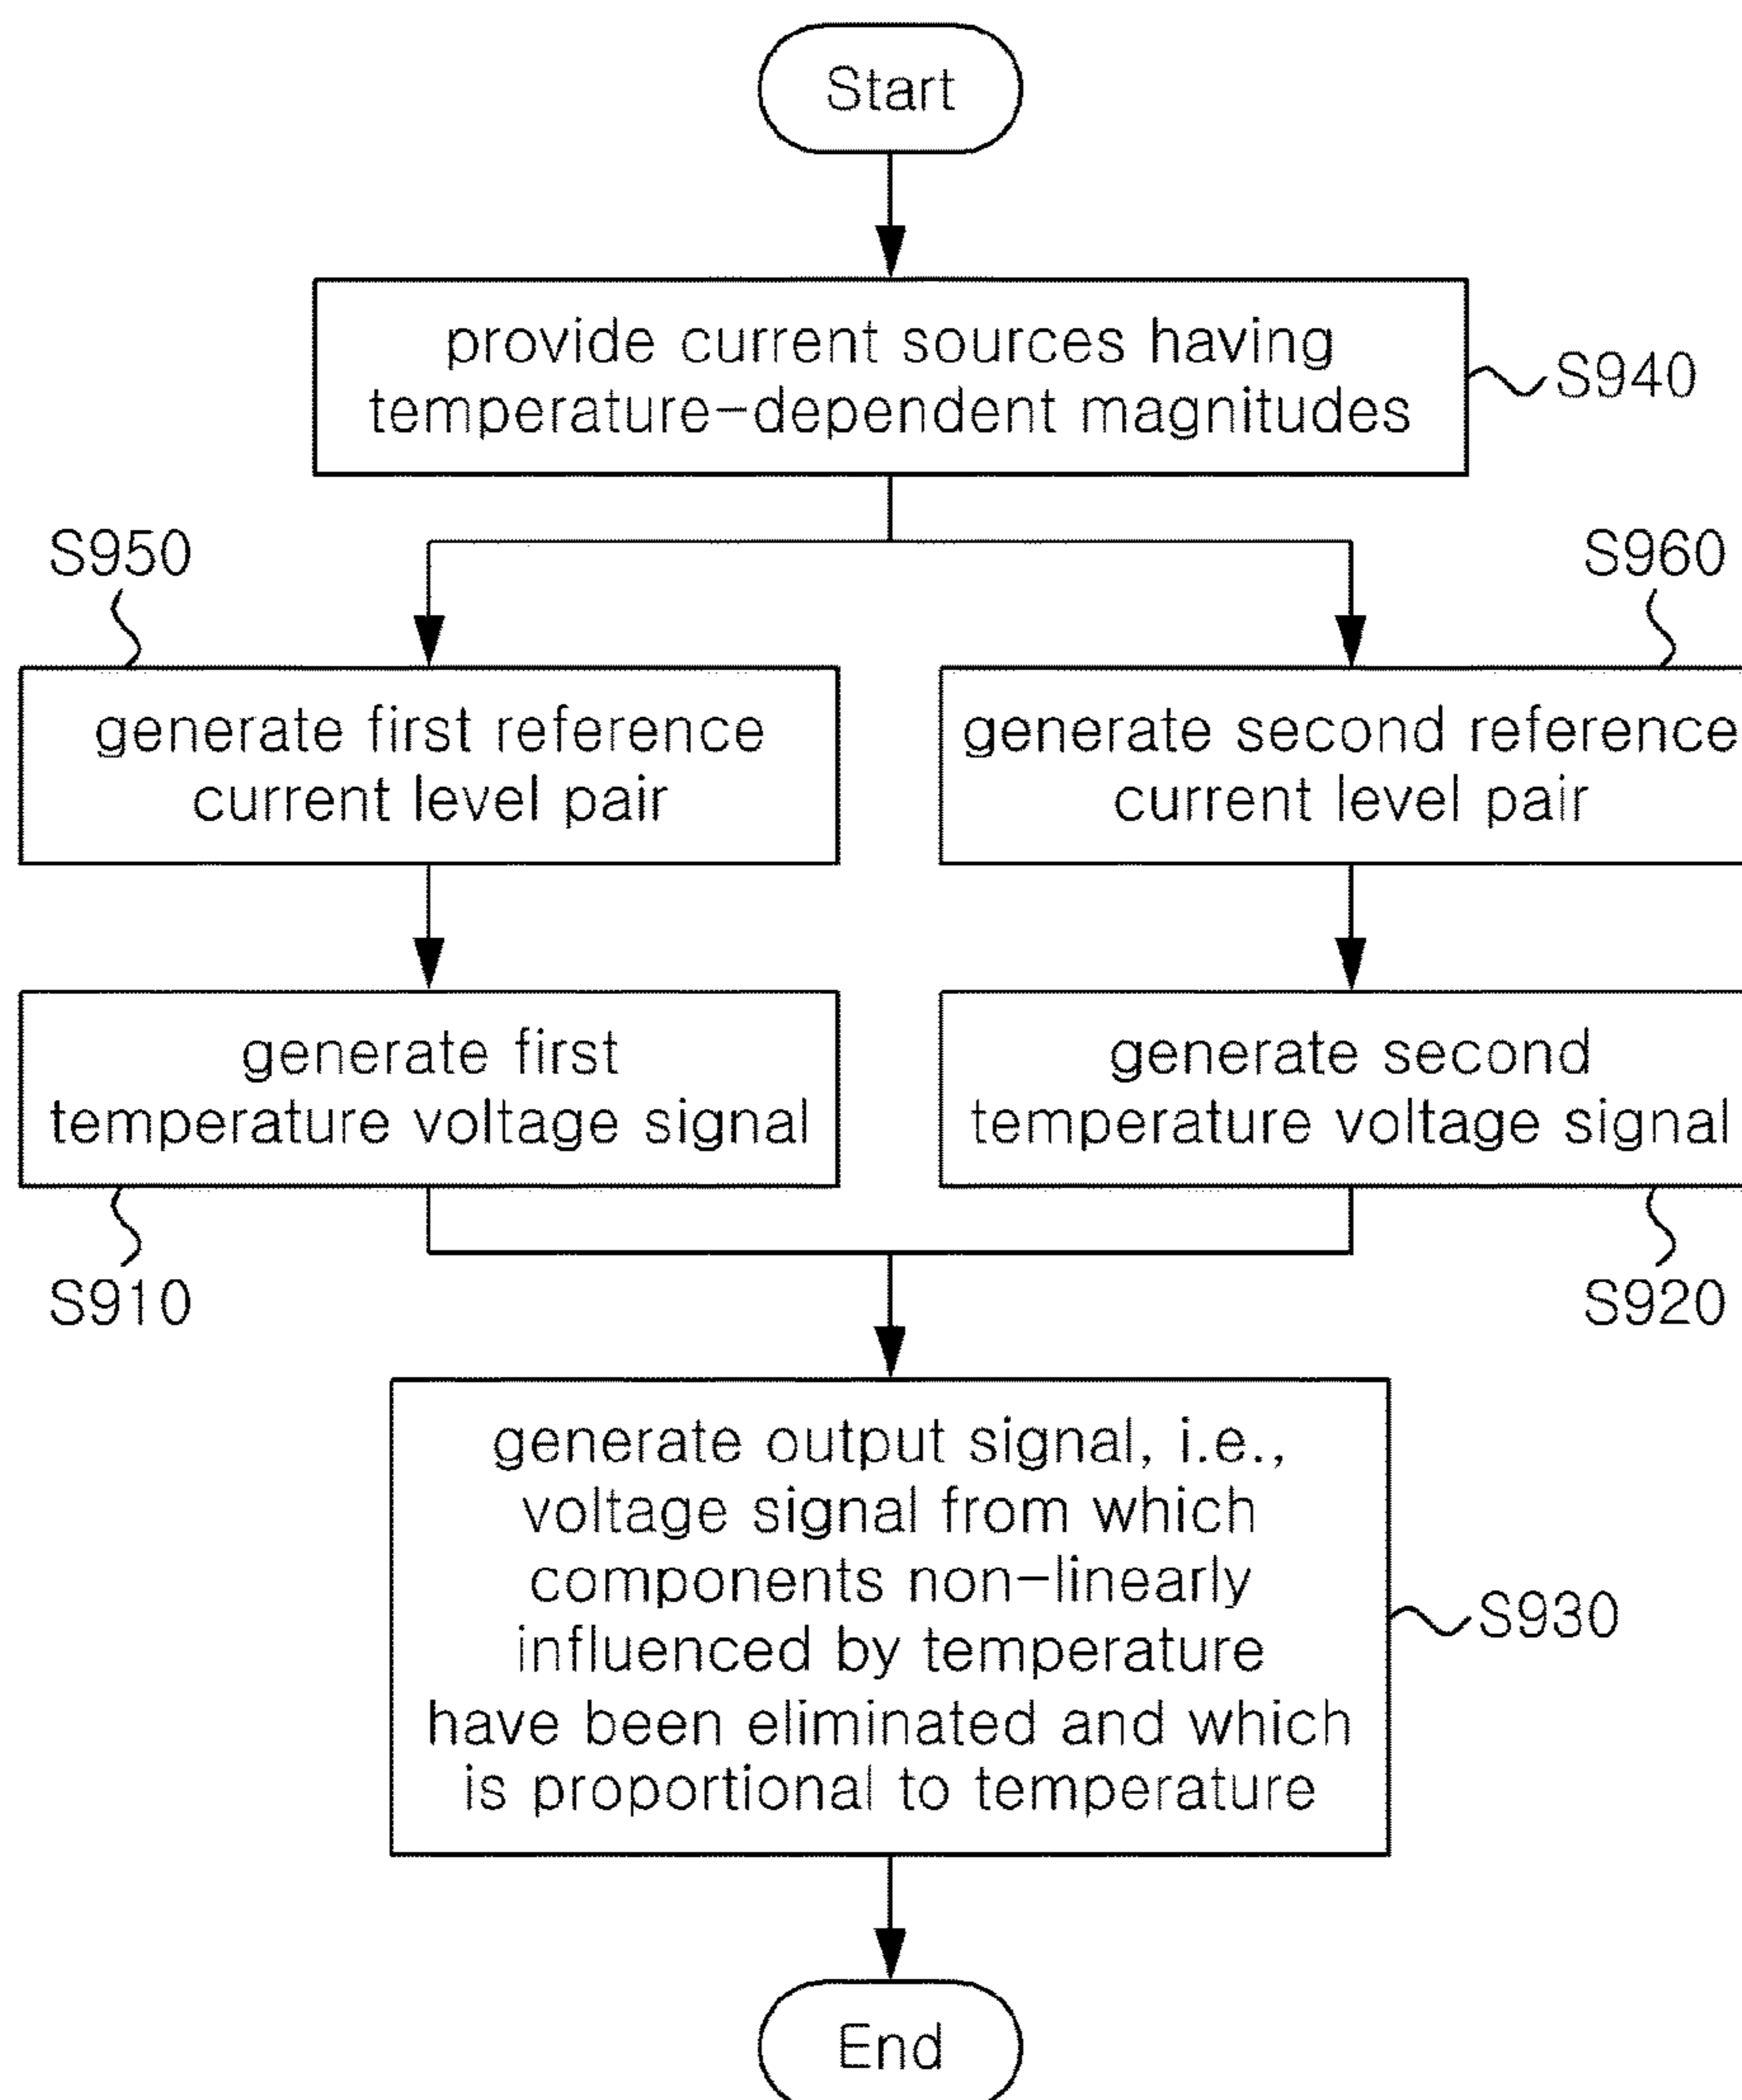 Start
provide current sources having
temperature-dependent magnitudes
S940
S950
S960
generate first reference
current level pair
generate second reference
current level pair
generate first
temperature voltage signal
generate second
temperature voltage signal
S910
S920
generate output signal, i.e.,
voltage signal from which
components non-linearly
influenced by temperature
have been eliminated and which
is proportional to temperature
S930
End